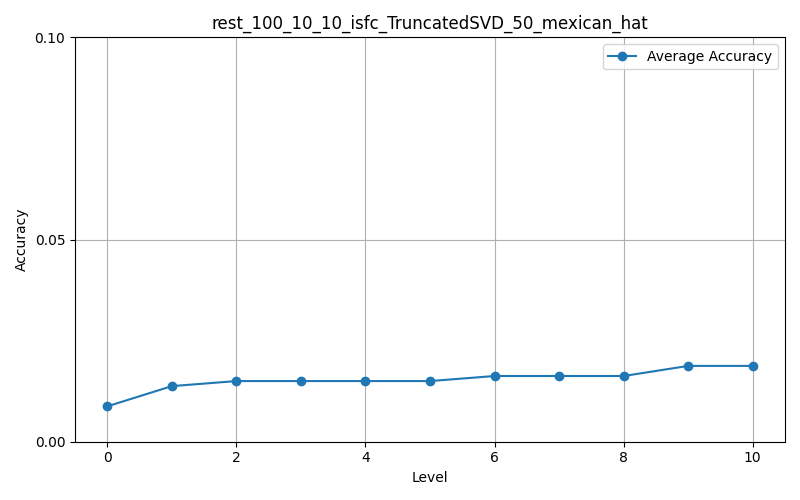 rest_100_10_10_isfc_TruncatedSVD_50_mexican_hat
Average Accuracy
0.10
0.05
0.00
Accuracy
0 2 4 6 8 10
Level